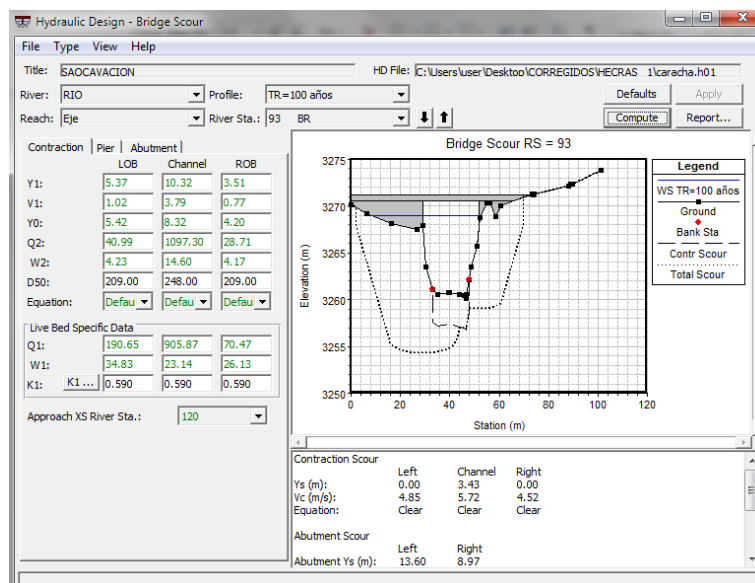 Hydraulic Design - Bridge Scour
File Type View Help
Title: SAOCAVACION HD File: C:\Users\user\Desktop\CORREGIDOS\HECRAS_1\caracha.h01
River: RIO Profile: TR=100 años Defaults Apply
Reach: Eje River Sta.: 93 BR Compute Report...
Contraction Pier Abutment
LOB Channel ROB
Y1: 5.37 10.32 3.51
V1: 1.02 3.79 0.77
Y0: 5.42 8.32 4.20
Q2: 40.99 1097.30 28.71
W2: 4.23 14.60 4.17
D50: 209.00 248.00 209.00
Equation: Defau Defau Defau
Live Bed Specific Data
Q1: 190.65 905.87 70.47
W1: 34.83 23.14 26.13
K1: K1 ... 0.590 0.590 0.590
Approach XS River Sta.: 120
Bridge Scour RS = 93
3275
3270
3265
3260
3255
3250
Elevation (m)
0 20 40 60 80 100 120
Station (m)
Legend
WS TR=100 años
Ground
Bank Sta
Contr Scour
Total Scour
Contraction Scour
Left Channel Right
Ys (m): 0.00 3.43 0.00
Vc (m/s): 4.85 5.72 4.52
Equation: Clear Clear Clear
Abutment Scour
Left Right
Abutment Ys (m): 13.60 8.97